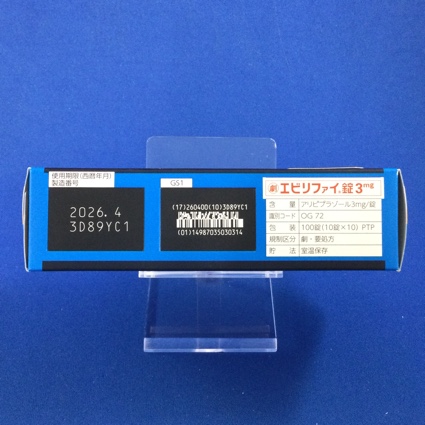 使用期限(西暦年月)
製造番号
2026. 4
3D89YC1
GS1
(17)260400(10)3D89YC1
(01)14987035030314
劇 エビリファイ®錠3mg
含 量 アリピプラゾール3mg/錠
識別コード OG 72
包 装 100錠(10錠×10) PTP
規制区分 劇・要処方
貯 法 室温保存